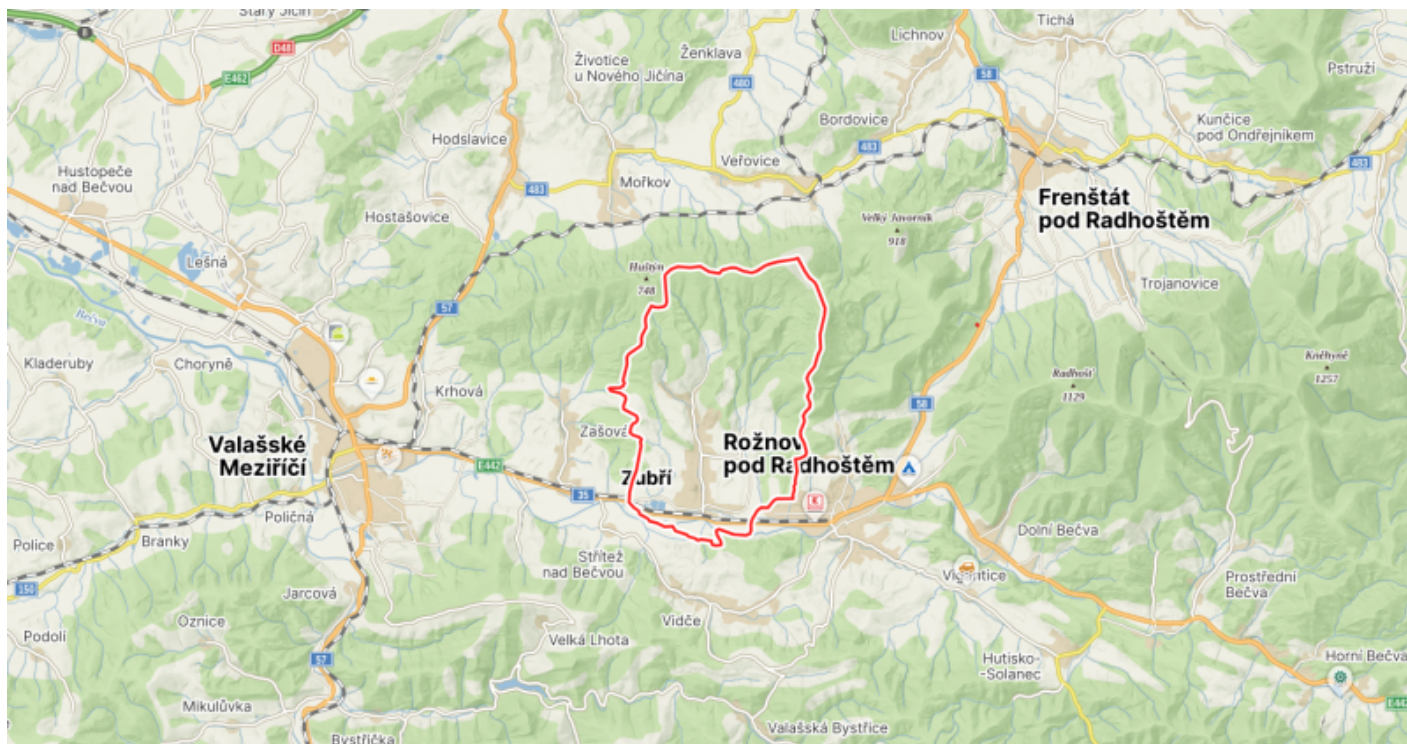 Starý Jičín
8
D48
E462
Životice
u Nového Jičína
Ženklava
480
Lichnov
Tichá
58
Pstruží
Hodslavice
Bordovice
483
Kunčice
pod Ondřejníkem
483
Veřovice
Hustopeče
nad Bečvou
483
Mořkov
Frenštát
pod Radhoštěm
Hostašovice
Velký Javorník
918
Lešná
Huštýn
748
Trojanovice
57
Bečva
Kladeruby
Choryně
Krhová
Kněhyně
1257
Radhošť
1129
58
Valašské
Meziříčí
Zašová
Rožnov
pod Radhoštěm
E442
Zubří
35
K
Poličná
Police
Branky
Střítež
nad Bečvou
Dolní Bečva
150
Vigantice
Prostřední
Bečva
Jarcová
Oznice
Vidče
Podolí
Velká Lhota
57
Hutisko-
-Solanec
Horní Bečva
Mikulůvka
E442
Valašská Bystřice
Bystřička